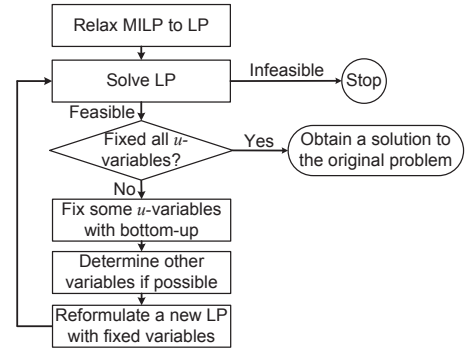 Relax MILP to LP
Solve LP
Infeasible
Stop
Feasible
Fixed all u-
variables?
Yes
Obtain a solution to
the original problem
No
Fix some u-variables
with bottom-up
Determine other
variables if possible
Reformulate a new LP
with fixed variables